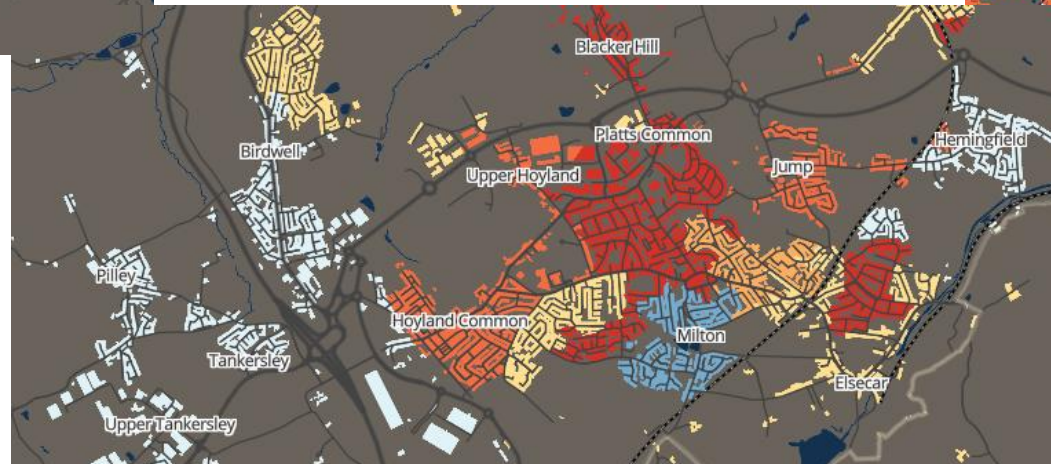 Blacker Hill
Platts Common
Birdwell
Hemingfield
Upper Hoyland
Jump
Pilley
Hoyland Common
Milton
Tankersley
Elsecar
Upper Tankersley